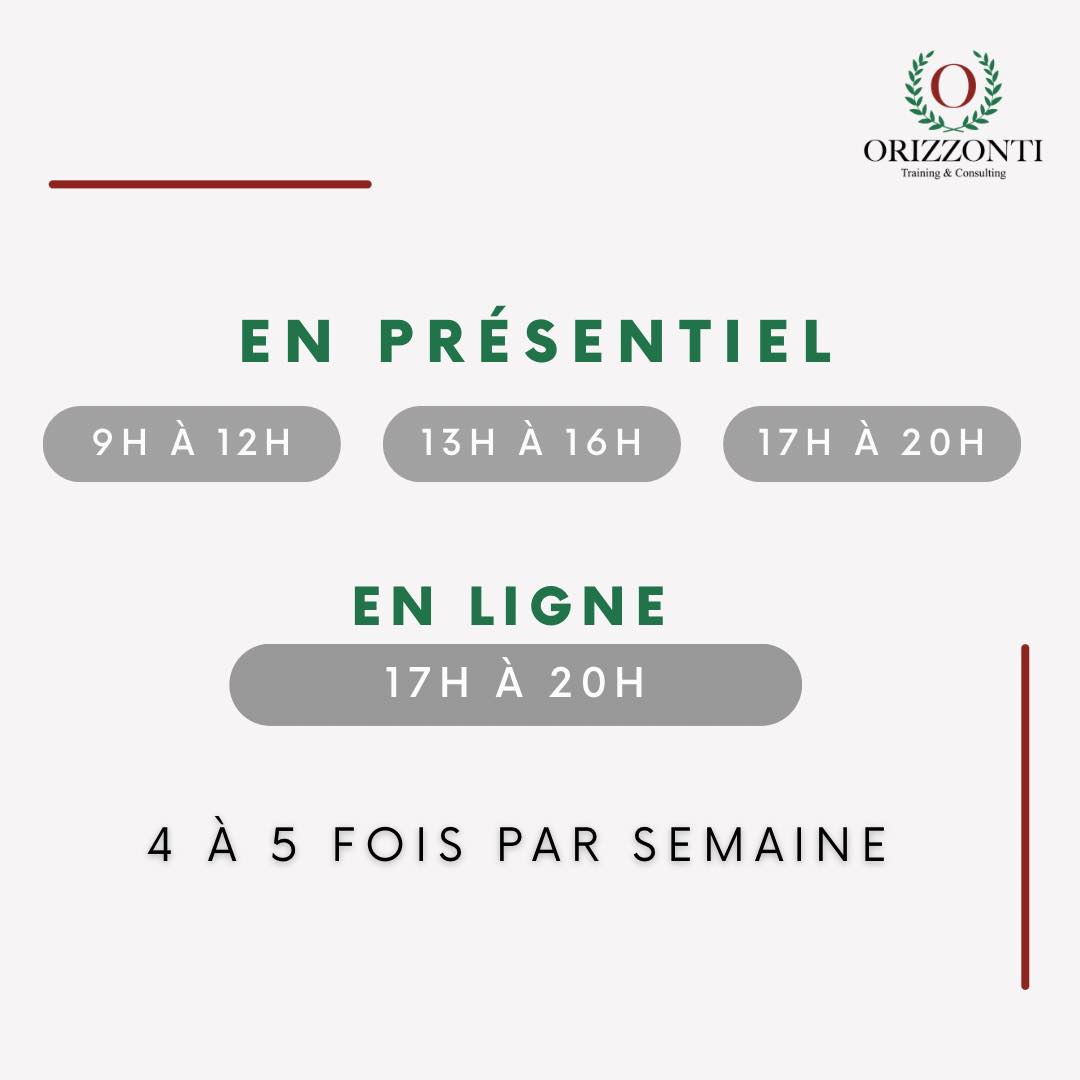 O
ORIZZONTI
Training & Consulting
EN PRÉSENTIEL
9H À 12H
13H À 16H
17H À 20H
EN LIGNE
17H À 20H
4 À 5 FOIS PAR SEMAINE